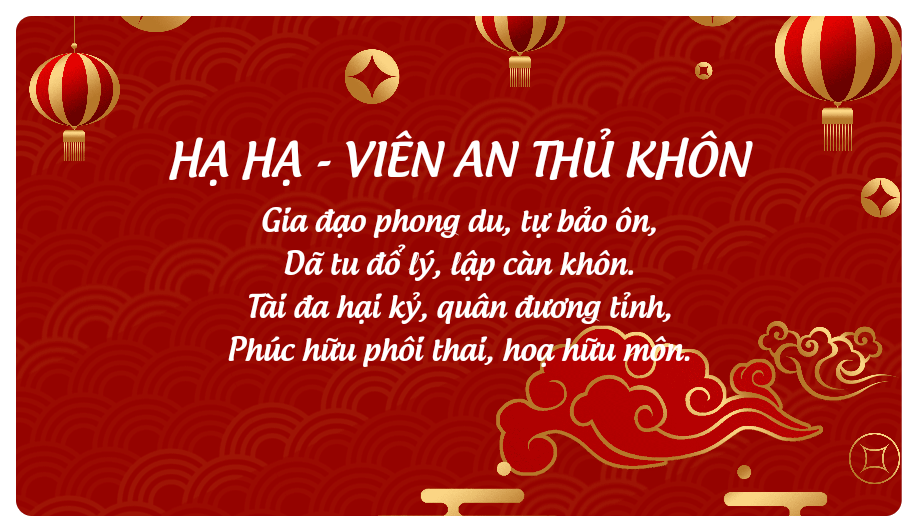 HẠ HẠ - VIÊN AN THỦ KHÔN
Gia đạo phong du, tự bảo ôn,
Dã tu đổ lý, lập càn khôn.
Tài đa hại kỷ, quân đương tỉnh,
Phúc hữu phôi thai, hoạ hữu môn.